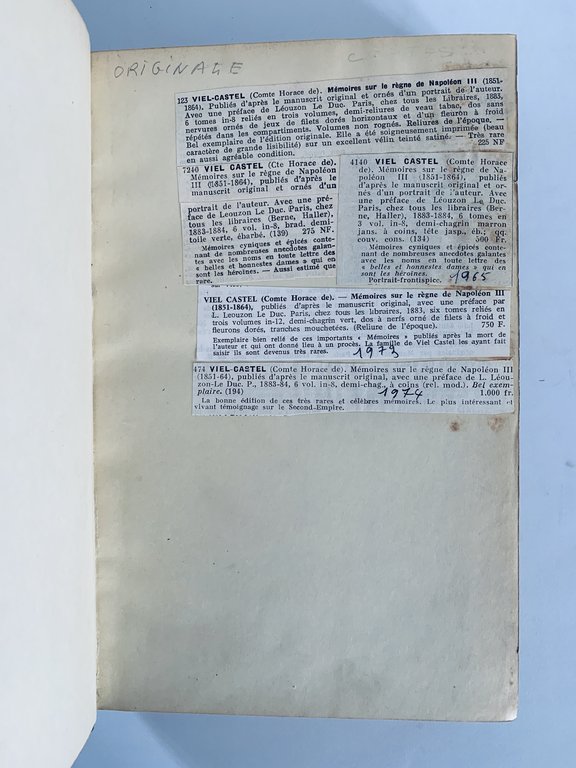 ORIGINALE
123 VIEL-CASTEL (Comte Horace de). Mémoires sur le règne de Napoléon III (1851-
1864). Publiés d'après le manuscrit original et ornés d'un portrait de l'auteur.
Avec une préface de Léouzon Le Duc. Paris, chez tous les Libraires, 1883,
6 tomes in-8 reliés en trois volumes, demi-reliures de veau tabac, dos sans
nervures ornés de jeux de filets dorés horizontaux et d'un fleuron à froid
répétés dans les compartiments. Volumes non rognés. Reliures de l'époque. —
Bel exemplaire de l'édition originale. Elle a été soigneusement imprimée (beau
caractère de grande lisibilité) sur un excellent vélin teinté satiné. — Très rare
en aussi agréable condition. 225 NF
7240 VIEL CASTEL (Cte Horace de).
Mémoires sur le règne de Napoléon
III (1851-1864), publiés d'après le
manuscrit original et ornés d'un
portrait de l'auteur. Avec une pré-
face de Leouzon Le Duc. Paris, chez
tous les libraires (Berne, Haller),
1883-1884, 6 vol. in-8, brad. demi-
toile verte, ébarbé. (139) 275 NF.
Mémoires cyniques et épicés conte-
nant de nombreuses anecdotes galan-
tes avec les noms en toute lettre des
« belles et honnestes dames » qui en
sont les héroïnes. — Aussi estimé que
rare.
4140 VIEL CASTEL (Comte Horace
de). Mémoires sur le règne de Na-
poléon III (1851-1864), publiés
d'après le manuscrit original et or-
nés d'un portrait de l'auteur. Avec
une préface de Léouzon Le Duc.
Paris, chez tous les libraires (Ber-
ne, Haller), 1883-1884, 6 tomes en
3 vol. in-8, demi-chagrin marron
jans. à coins, tête jasp., éb., qq.
couv. cons. (134) 500 Fr.
Mémoires cyniques et épicés conte-
nant de nombreuses anecdotes galantes
avec les noms en toute lettre des
« belles et honnestes dames » qui en
sont les héroïnes.
Portrait-frontispice. 1965
VIEL CASTEL (Comte Horace de). — Mémoires sur le règne de Napoléon III
(1851-1864), publiés d'après le manuscrit original, avec une préface par
L. Leouzon Le Duc. Paris, chez tous les libraires, 1883, six tomes reliés en
trois volumes in-12, demi-chagrin vert, dos à nerfs orné de filets à froid et
fleurons dorés, tranches mouchetées. (Reliure de l'époque). 750 F.
Exemplaire bien relié de ces importants « Mémoires » publiés après la mort de
l'auteur et qui ont donné lieu à un procès. La famille de Viel Castel les ayant fait
saisir ils sont devenus très rares. 1973
474 VIEL-CASTEL (Comte Horace de). Mémoires sur le règne de Napoléon III
(1851-64), publiés d'après le manuscrit original, avec une préface de L. Léou-
zon-Le Duc. P., 1883-84, 6 vol. in-8, demi-chag., à coins (rel. mod.). Bel exem-
plaire. (194) 1974 1.000 fr.
La bonne édition de ces très rares et célèbres mémoires. Le plus intéressant et
vivant témoignage sur le Second-Empire.